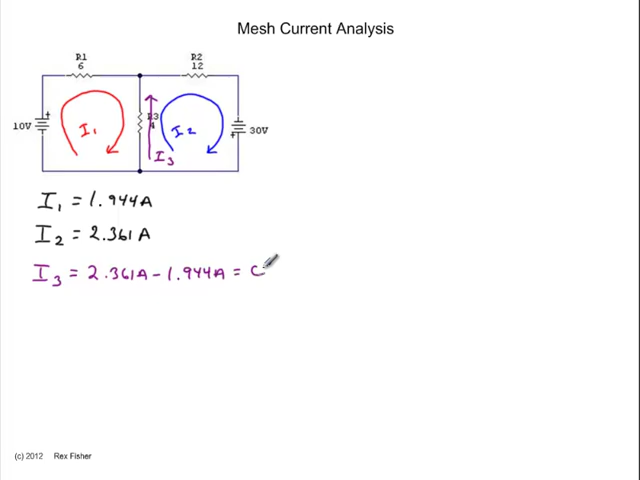 Mesh Current Analysis
R1 R2
6 12
10V + I1 R3 I2 + 30V
4
I3
I1 = 1.944A
I2 = 2.361A
I3 = 2.361A - 1.944A =
(c) 2012 Rex Fisher